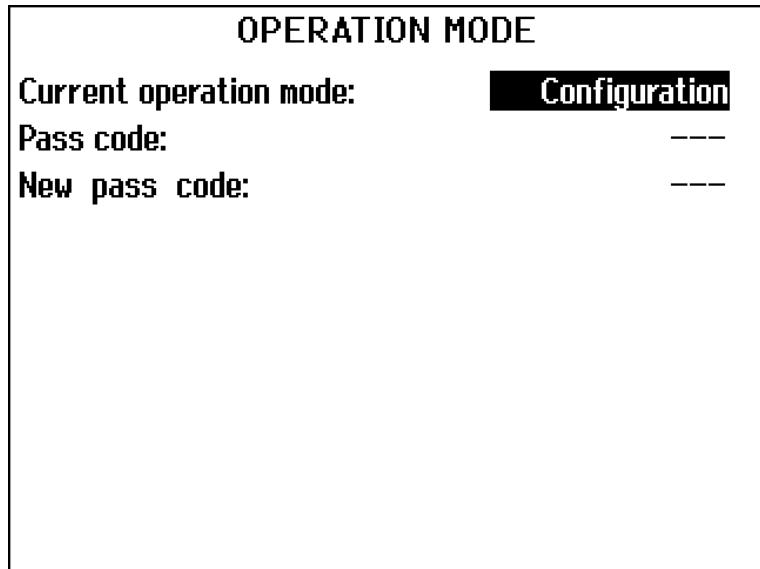 OPERATION MODE
Current operation mode: Configuration
Pass code: ---
New pass code: ---